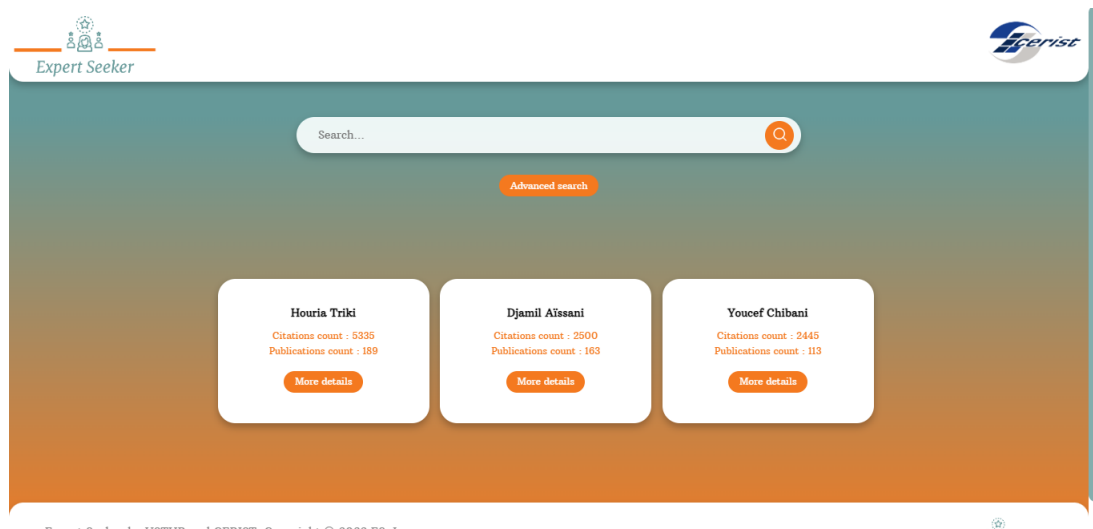 Expert Seeker
cerist
Search...
Advanced search
Houria Triki
Citations count : 5335
Publications count : 189
More details
Djamil Aïssani
Citations count : 2500
Publications count : 163
More details
Youcef Chibani
Citations count : 2445
Publications count : 113
More details